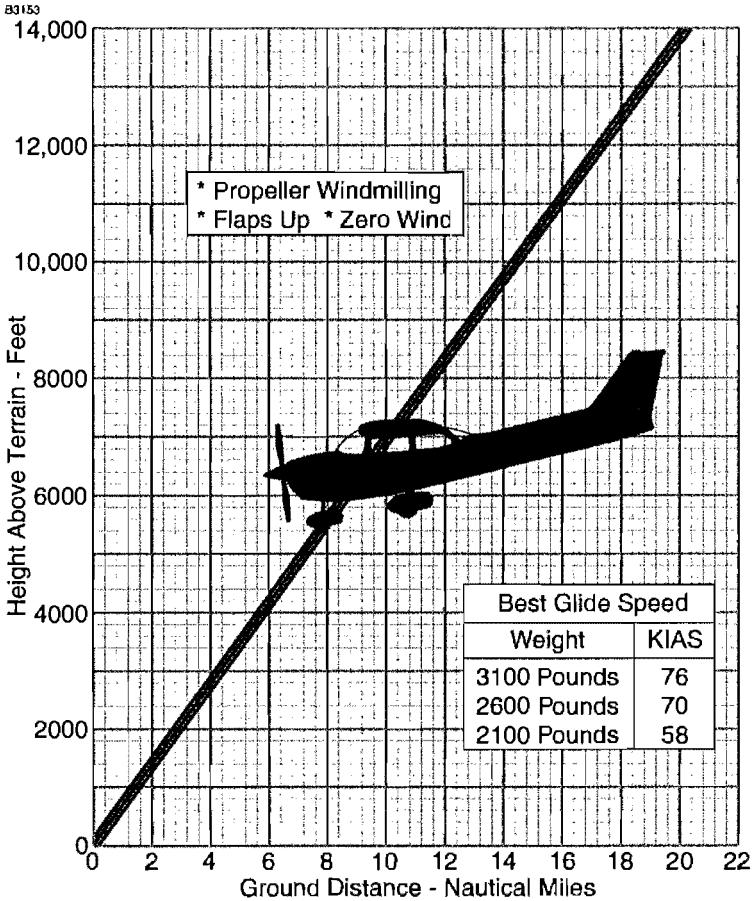 B3153
14,000
12,000
* Propeller Windmilling
* Flaps Up * Zero Wind
10,000
8000
6000
4000
2000
0
Height Above Terrain - Feet
Best Glide Speed
Weight KIAS
3100 Pounds 76
2600 Pounds 70
2100 Pounds 58
0 2 4 6 8 10 12 14 16 18 20 22
Ground Distance - Nautical Miles